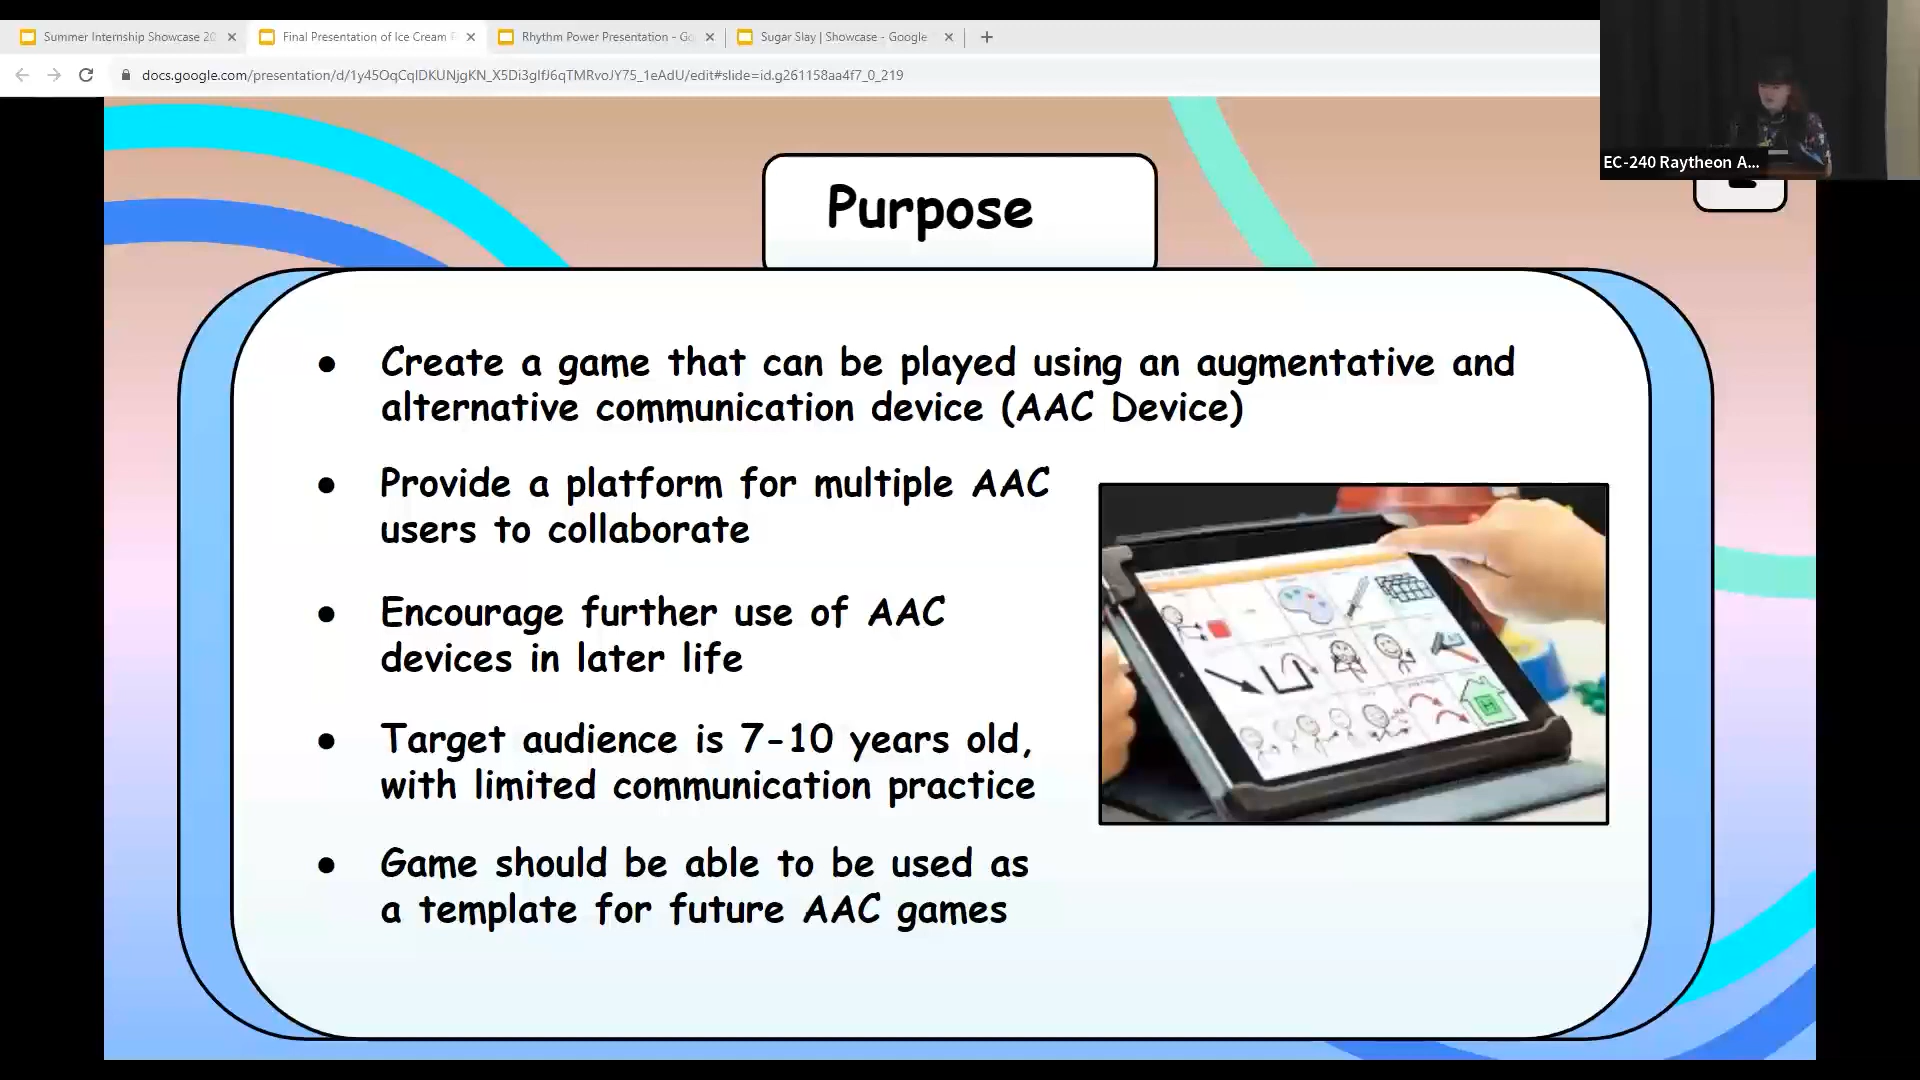 Summer Internship Showcase 20
Final Presentation of Ice Cream
Rhythm Power Presentation - Go
Sugar Slay | Showcase - Google
docs.google.com/presentation/d/1y45OqCqIDKUNjgKN_X5Di3gIfJ6qTMRvoJY75_1eAdU/edit#slide=id.g261158aa4f7_0_219
EC-240 Raytheon A...
Purpose
● Create a game that can be played using an augmentative and
alternative communication device (AAC Device)
● Provide a platform for multiple AAC
users to collaborate
● Encourage further use of AAC
devices in later life
● Target audience is 7-10 years old,
with limited communication practice
● Game should be able to be used as
a template for future AAC games